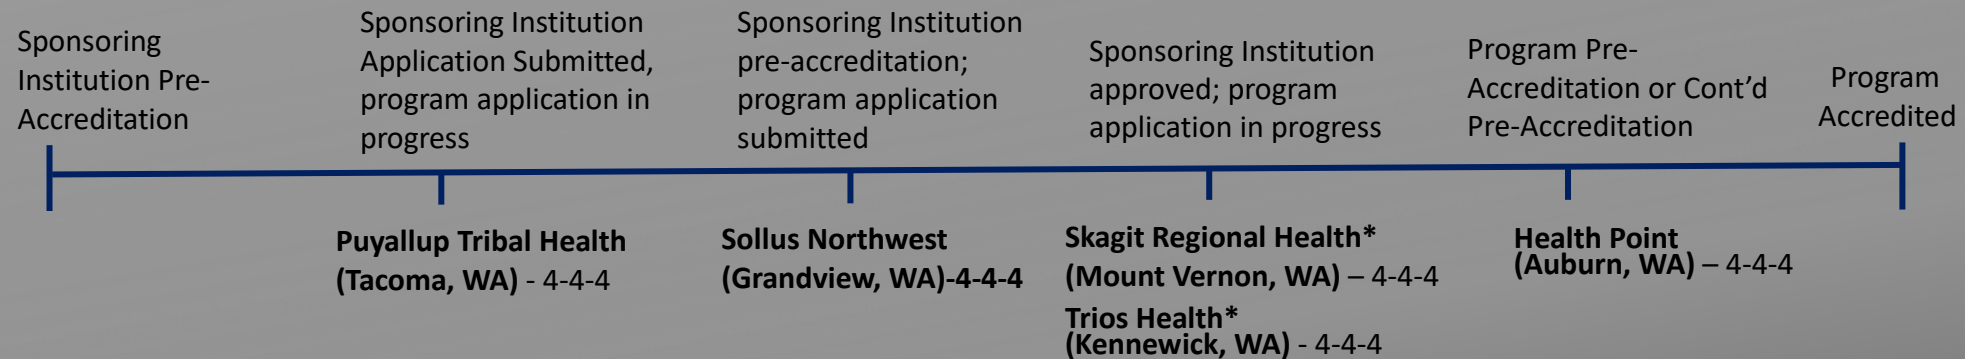 Sponsoring
Institution Pre-
Accreditation
Sponsoring Institution
Application Submitted,
program application in
progress
Sponsoring Institution
pre-accreditation;
program application
submitted
Sponsoring Institution
approved; program
application in progress
Program Pre-
Accreditation or Cont’d
Pre-Accreditation
Program
Accredited
Puyallup Tribal Health
(Tacoma, WA) - 4-4-4
Sollus Northwest
(Grandview, WA)-4-4-4
Skagit Regional Health*
(Mount Vernon, WA) – 4-4-4
Trios Health*
(Kennewick, WA) - 4-4-4
Health Point
(Auburn, WA) – 4-4-4